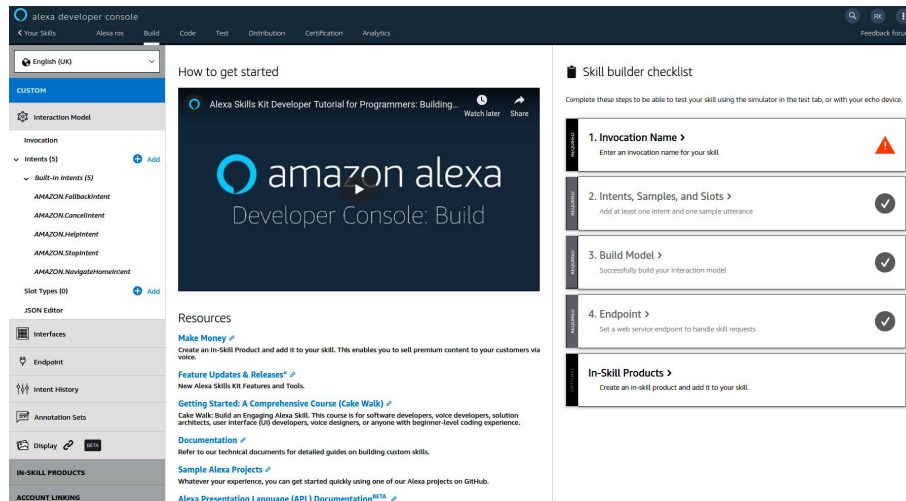 alexa developer console
RK
Your Skills
Alexa ros
Build
Code
Test
Distribution
Certification
Analytics
Feedback foru
English (UK)
CUSTOM
Interaction Model
Invocation
Intents (5)
Add
Built-In Intents (5)
AMAZON.FallbackIntent
AMAZON.CancelIntent
AMAZON.HelpIntent
AMAZON.StopIntent
AMAZON.NavigateHomeIntent
Slot Types (0)
Add
JSON Editor
Interfaces
Endpoint
Intent History
Annotation Sets
Display
BETA
IN-SKILL PRODUCTS
ACCOUNT LINKING
How to get started
Alexa Skills Kit Developer Tutorial for Programmers: Building...
Watch later
Share
amazon alexa
Developer Console: Build
Resources
Make Money
Create an In-Skill Product and add it to your skill. This enables you to sell premium content to your customers via
voice.
Feature Updates & Releases"
New Alexa Skills Kit Features and Tools.
Getting Started: A Comprehensive Course (Cake Walk)
Cake Walk: Build an Engaging Alexa Skill. This course is for software developers, voice developers, solution
architects, user interface (UI) developers, voice designers, or anyone with beginner-level coding experience.
Documentation
Refer to our technical documents for detailed guides on building custom skills.
Sample Alexa Projects
Whatever your experience, you can get started quickly using one of our Alexa projects on GitHub.
Alexa Presentation Language (APL) Documentation BETA
Skill builder checklist
Complete these steps to be able to test your skill using the simulator in the test tab, or with your echo device.
1. Invocation Name >
Enter an invocation name for your skill
2. Intents, Samples, and Slots >
Add at least one intent and one sample utterance
3. Build Model >
Successfully build your interaction model
4. Endpoint >
Set a web service endpoint to handle skill requests
In-Skill Products >
Create an in-skill product and add it to your skill.